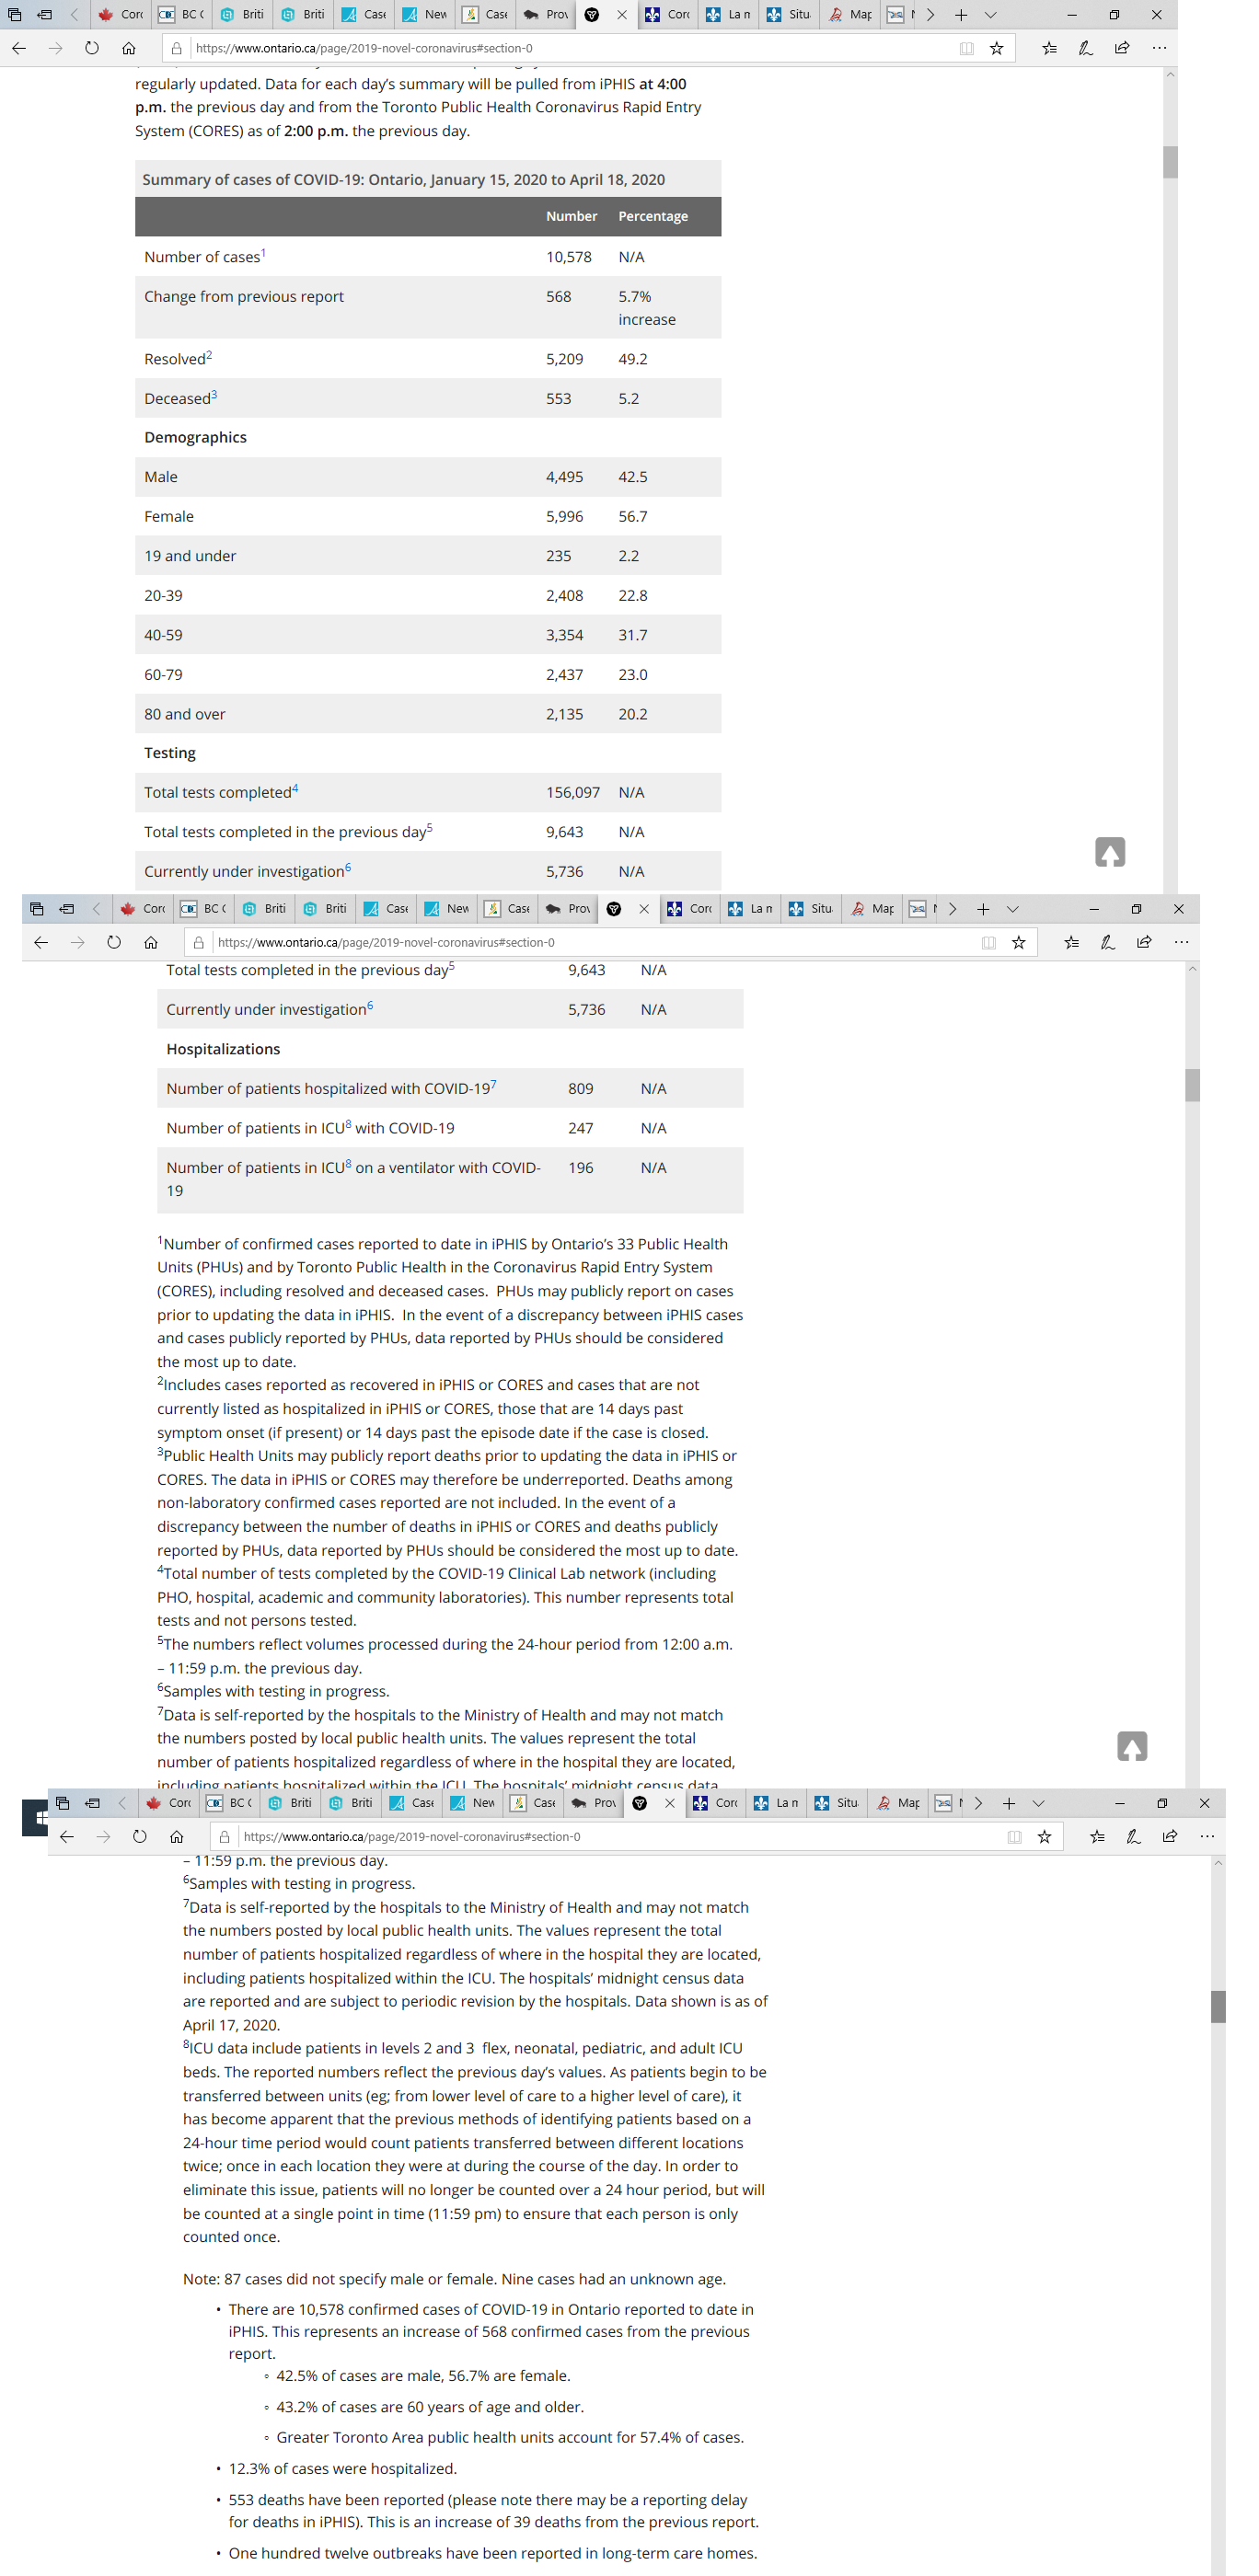 Corc
BC (
Briti
Briti
Case
New
Case
Prov
Corc
La n
Situ
Map
https://www.ontario.ca/page/2019-novel-coronavirus#section-0
regularly updated. Data for each day's summary will be pulled from iPHIS at 4:00
p.m. the previous day and from the Toronto Public Health Coronavirus Rapid Entry
System (CORES) as of 2:00 p.m. the previous day.
Summary of cases of COVID-19: Ontario, January 15, 2020 to April 18, 2020
Number Percentage
Number of cases1 10,578 N/A
Change from previous report 568 5.7%
increase
Resolved2 5,209 49.2
Deceased3 553 5.2
Demographics
Male 4,495 42.5
Female 5,996 56.7
19 and under 235 2.2
20-39 2,408 22.8
40-59 3,354 31.7
60-79 2,437 23.0
80 and over 2,135 20.2
Testing
Total tests completed4 156,097 N/A
Total tests completed in the previous day5 9,643 N/A
Currently under investigation6 5,736 N/A
Corc
BC (
Briti
Briti
Case
New
Case
Prov
Corc
La n
Situ
Map
https://www.ontario.ca/page/2019-novel-coronavirus#section-0
Total tests completed in the previous day5 9,643 N/A
Currently under investigation6 5,736 N/A
Hospitalizations
Number of patients hospitalized with COVID-197 809 N/A
Number of patients in ICU8 with COVID-19 247 N/A
Number of patients in ICU8 on a ventilator with COVID- 196 N/A
19
1Number of confirmed cases reported to date in iPHIS by Ontario's 33 Public Health
Units (PHUs) and by Toronto Public Health in the Coronavirus Rapid Entry System
(CORES), including resolved and deceased cases. PHUs may publicly report on cases
prior to updating the data in iPHIS. In the event of a discrepancy between iPHIS cases
and cases publicly reported by PHUs, data reported by PHUs should be considered
the most up to date.
2Includes cases reported as recovered in iPHIS or CORES and cases that are not
currently listed as hospitalized in iPHIS or CORES, those that are 14 days past
symptom onset (if present) or 14 days past the episode date if the case is closed.
3Public Health Units may publicly report deaths prior to updating the data in iPHIS or
CORES. The data in iPHIS or CORES may therefore be underreported. Deaths among
non-laboratory confirmed cases reported are not included. In the event of a
discrepancy between the number of deaths in iPHIS or CORES and deaths publicly
reported by PHUs, data reported by PHUs should be considered the most up to date.
4Total number of tests completed by the COVID-19 Clinical Lab network (including
PHO, hospital, academic and community laboratories). This number represents total
tests and not persons tested.
5The numbers reflect volumes processed during the 24-hour period from 12:00 a.m.
– 11:59 p.m. the previous day.
6Samples with testing in progress.
7Data is self-reported by the hospitals to the Ministry of Health and may not match
the numbers posted by local public health units. The values represent the total
number of patients hospitalized regardless of where in the hospital they are located,
including patients hospitalized within the ICU. The hospitals' midnight census data
Corc
BC (
Briti
Briti
Case
New
Case
Prov
Corc
La n
Situ
Map
https://www.ontario.ca/page/2019-novel-coronavirus#section-0
– 11:59 p.m. the previous day.
6Samples with testing in progress.
7Data is self-reported by the hospitals to the Ministry of Health and may not match
the numbers posted by local public health units. The values represent the total
number of patients hospitalized regardless of where in the hospital they are located,
including patients hospitalized within the ICU. The hospitals' midnight census data
are reported and are subject to periodic revision by the hospitals. Data shown is as of
April 17, 2020.
8ICU data include patients in levels 2 and 3 flex, neonatal, pediatric, and adult ICU
beds. The reported numbers reflect the previous day's values. As patients begin to be
transferred between units (eg; from lower level of care to a higher level of care), it
has become apparent that the previous methods of identifying patients based on a
24-hour time period would count patients transferred between different locations
twice; once in each location they were at during the course of the day. In order to
eliminate this issue, patients will no longer be counted over a 24 hour period, but will
be counted at a single point in time (11:59 pm) to ensure that each person is only
counted once.
Note: 87 cases did not specify male or female. Nine cases had an unknown age.
• There are 10,578 confirmed cases of COVID-19 in Ontario reported to date in
iPHIS. This represents an increase of 568 confirmed cases from the previous
report.
◦ 42.5% of cases are male, 56.7% are female.
◦ 43.2% of cases are 60 years of age and older.
◦ Greater Toronto Area public health units account for 57.4% of cases.
• 12.3% of cases were hospitalized.
• 553 deaths have been reported (please note there may be a reporting delay
for deaths in iPHIS). This is an increase of 39 deaths from the previous report.
• One hundred twelve outbreaks have been reported in long-term care homes.